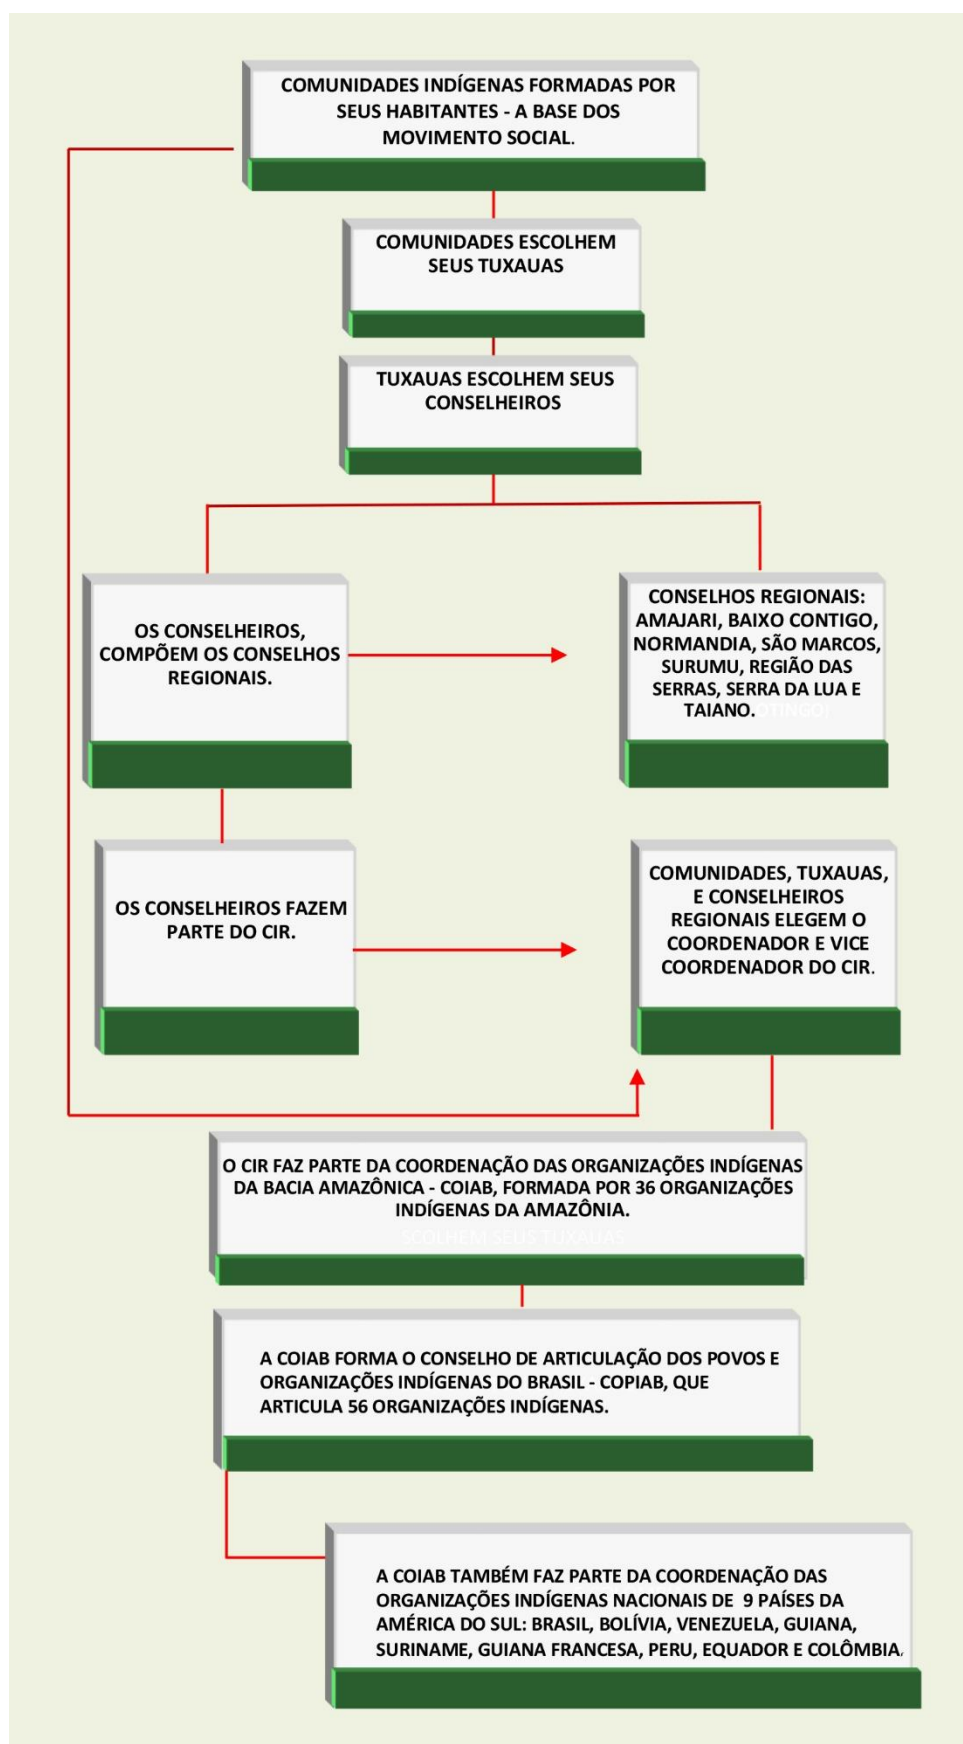 COMUNIDADES INDÍGENAS FORMADAS POR
SEUS HABITANTES - A BASE DOS
MOVIMENTO SOCIAL.
COMUNIDADES ESCOLHEM
SEUS TUXAUAS
TUXAUAS ESCOLHEM SEUS
CONSELHEIROS
OS CONSELHEIROS,
COMPÕEM OS CONSELHOS
REGIONAIS.
CONSELHOS REGIONAIS:
AMAJARI, BAIXO CONTIGO,
NORMANDIA, SÃO MARCOS,
SURUMU, REGIÃO DAS
SERRAS, SERRA DA LUA E
TAIANO.
OS CONSELHEIROS FAZEM
PARTE DO CIR.
COMUNIDADES, TUXAUAS,
E CONSELHEIROS
REGIONAIS ELEGEM O
COORDENADOR E VICE
COORDENADOR DO CIR.
O CIR FAZ PARTE DA COORDENAÇÃO DAS ORGANIZAÇÕES INDÍGENAS
DA BACIA AMAZÔNICA - COIAB, FORMADA POR 36 ORGANIZAÇÕES
INDÍGENAS DA AMAZÔNIA.
SCOLHEM SEUS TUXAUAS
A COIAB FORMA O CONSELHO DE ARTICULAÇÃO DOS POVOS E
ORGANIZAÇÕES INDÍGENAS DO BRASIL - COPIAB, QUE
ARTICULA 56 ORGANIZAÇÕES INDÍGENAS.
A COIAB TAMBÉM FAZ PARTE DA COORDENAÇÃO DAS
ORGANIZAÇÕES INDÍGENAS NACIONAIS DE 9 PAÍSES DA
AMÉRICA DO SUL: BRASIL, BOLÍVIA, VENEZUELA, GUIANA,
SURINAME, GUIANA FRANCESA, PERU, EQUADOR E COLÔMBIA.